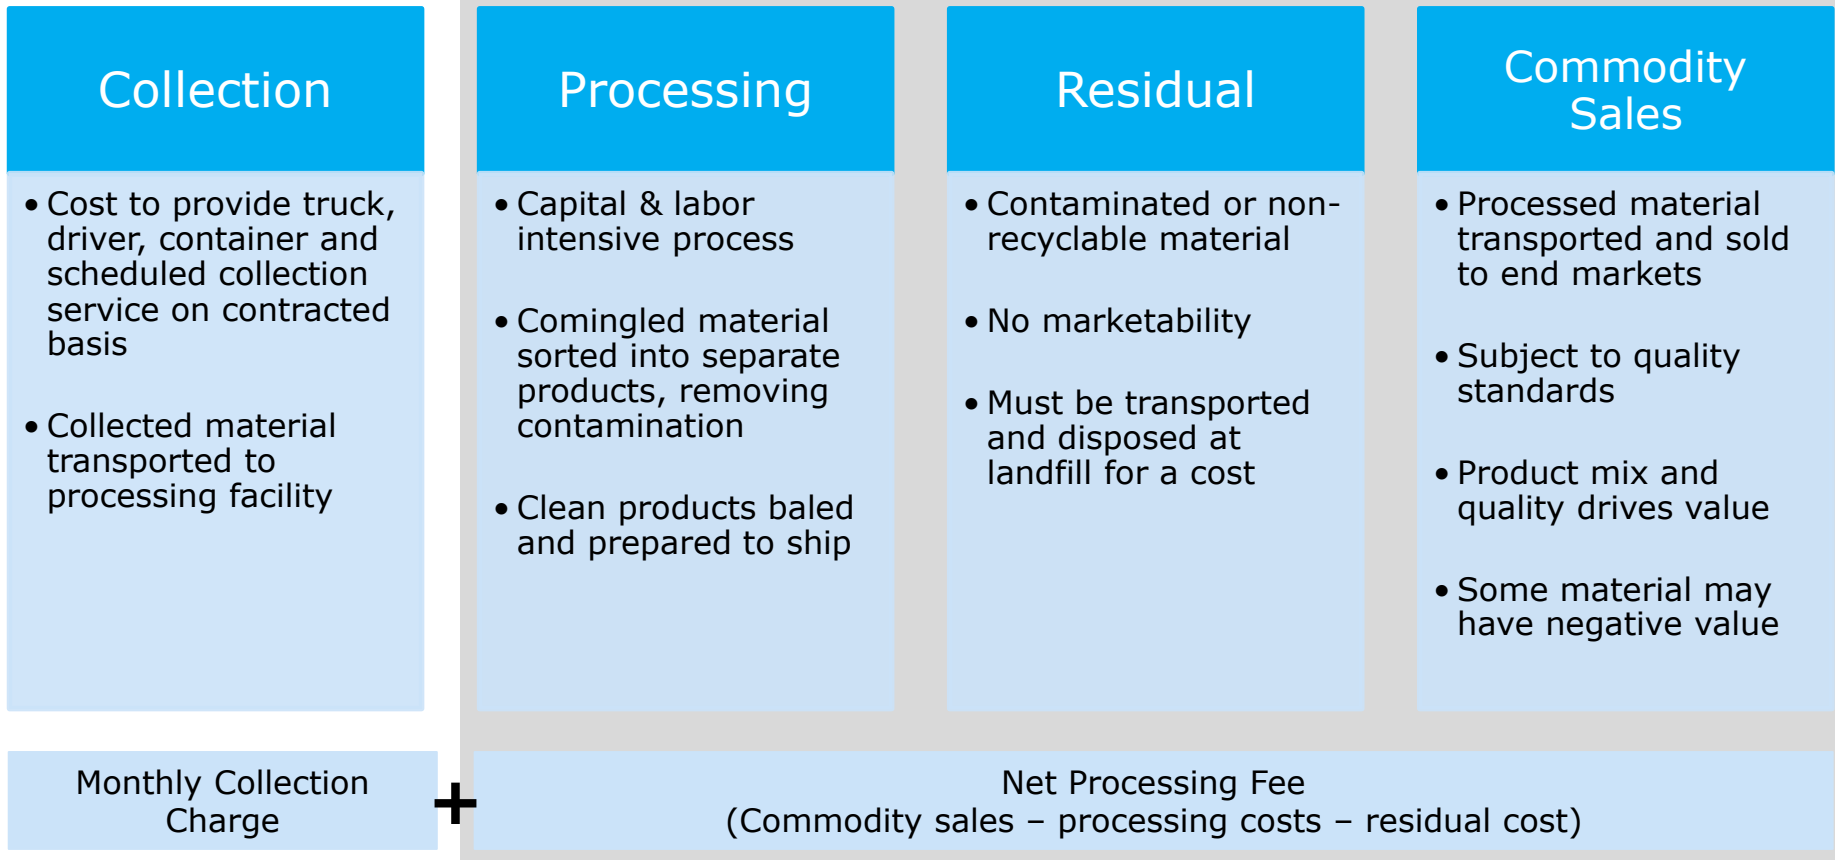 Collection
• Cost to provide truck,
driver, container and
scheduled collection
service on contracted
basis
• Collected material
transported to
processing facility
Processing
• Capital & labor
intensive process
• Comingled material
sorted into separate
products, removing
contamination
• Clean products baled
and prepared to ship
Residual
• Contaminated or non-
recyclable material
• No marketability
• Must be transported
and disposed at
landfill for a cost
Commodity
Sales
• Processed material
transported and sold
to end markets
• Subject to quality
standards
• Product mix and
quality drives value
• Some material may
have negative value
Monthly Collection
Charge
+
Net Processing Fee
(Commodity sales – processing costs – residual cost)